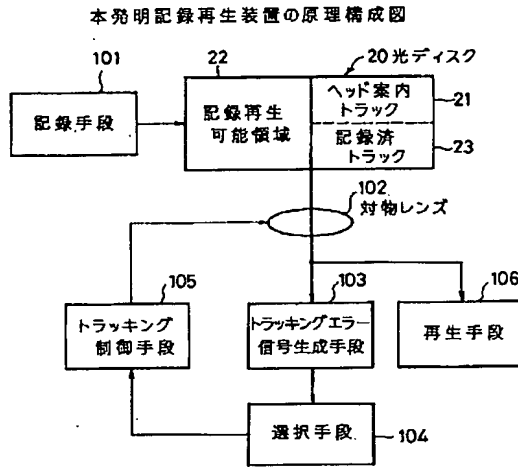 本発明記録再生装置の原理構成図
101
22
20光ディスク
記録手段
記録再生
可能領域
ヘッド案内
トラック
21
記録済
トラック
23
102
対物レンズ
105
103
106
トラッキング
制御手段
トラッキングエラー
信号生成手段
再生手段
選択手段
104